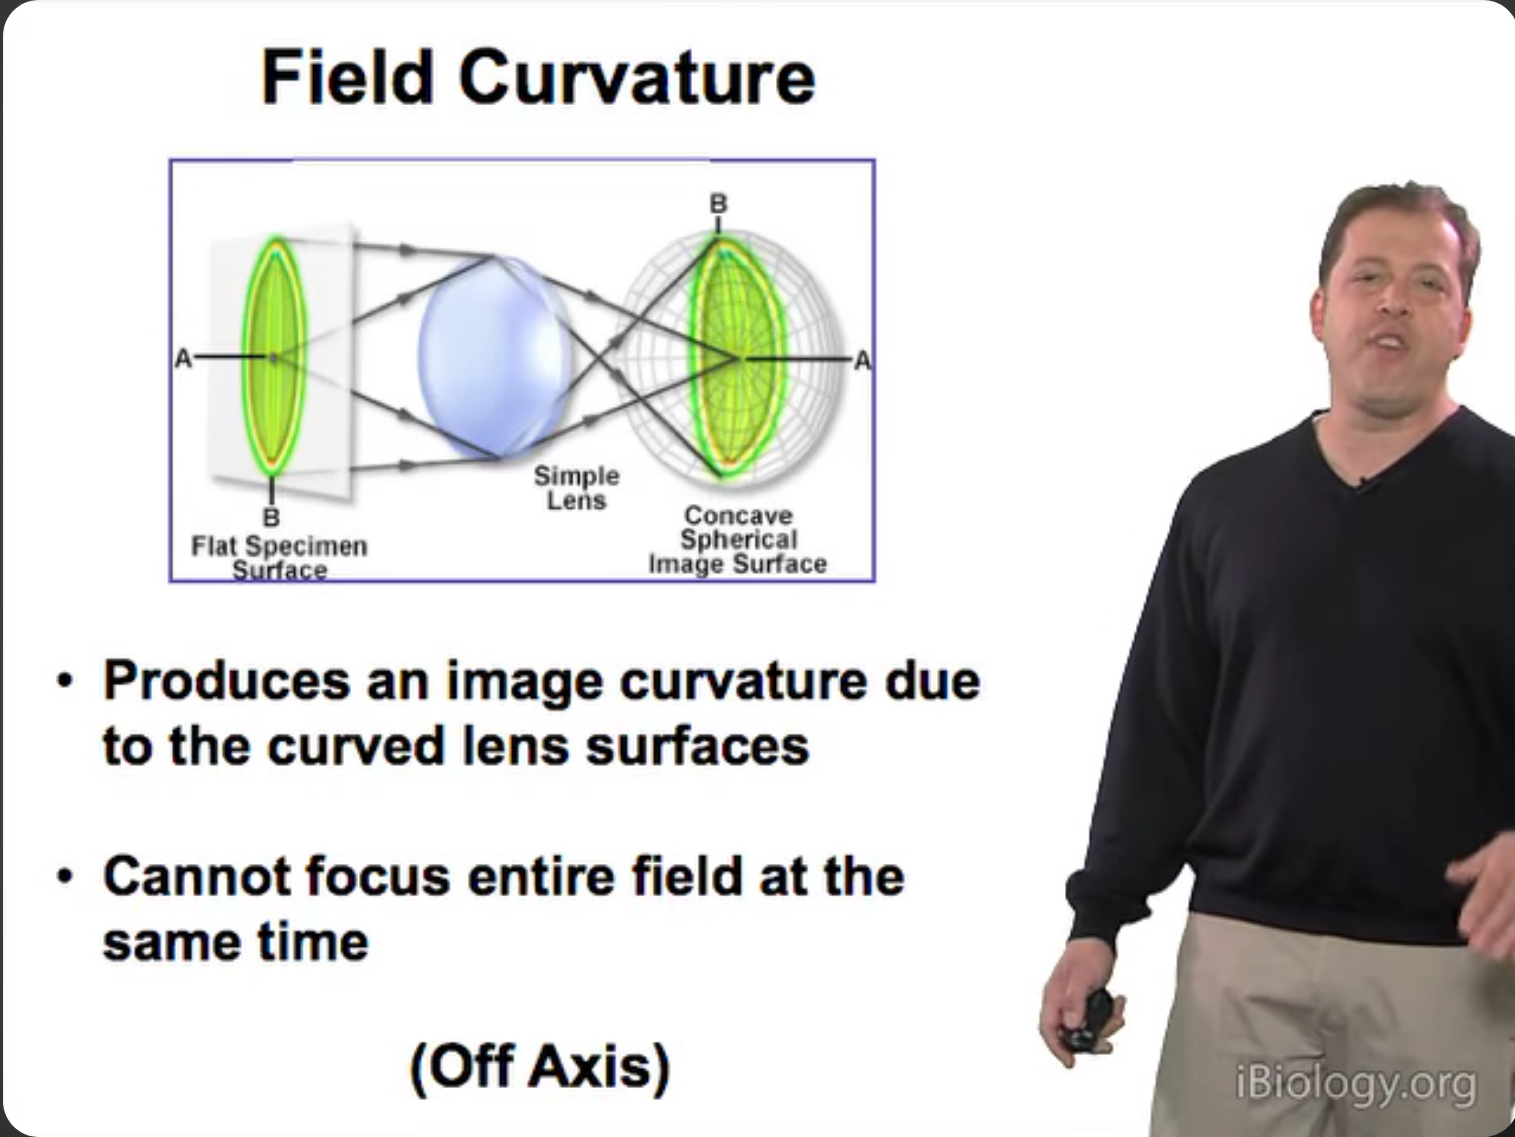 Field Curvature
B
A
A
B
Simple
Lens
Flat Specimen
Surface
Concave
Spherical
Image Surface
• Produces an image curvature due
to the curved lens surfaces
• Cannot focus entire field at the
same time
(Off Axis)
iBiology.org